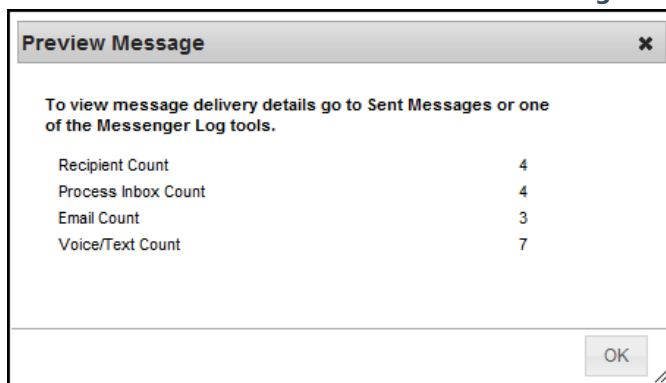 Preview Message
To view message delivery details go to Sent Messages or one
of the Messenger Log tools.
Recipient Count 4
Process Inbox Count 4
Email Count 3
Voice/Text Count 7
OK